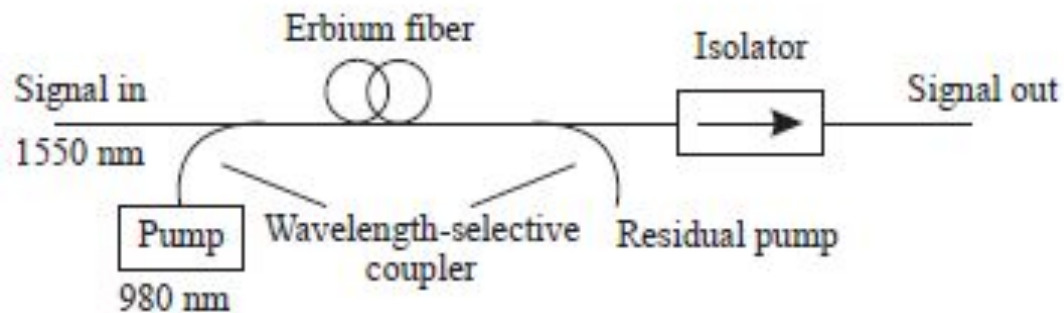 Erbium fiber
Isolator
Signal in
Signal out
1550 nm
Pump
Wavelength-selective
coupler
Residual pump
980 nm